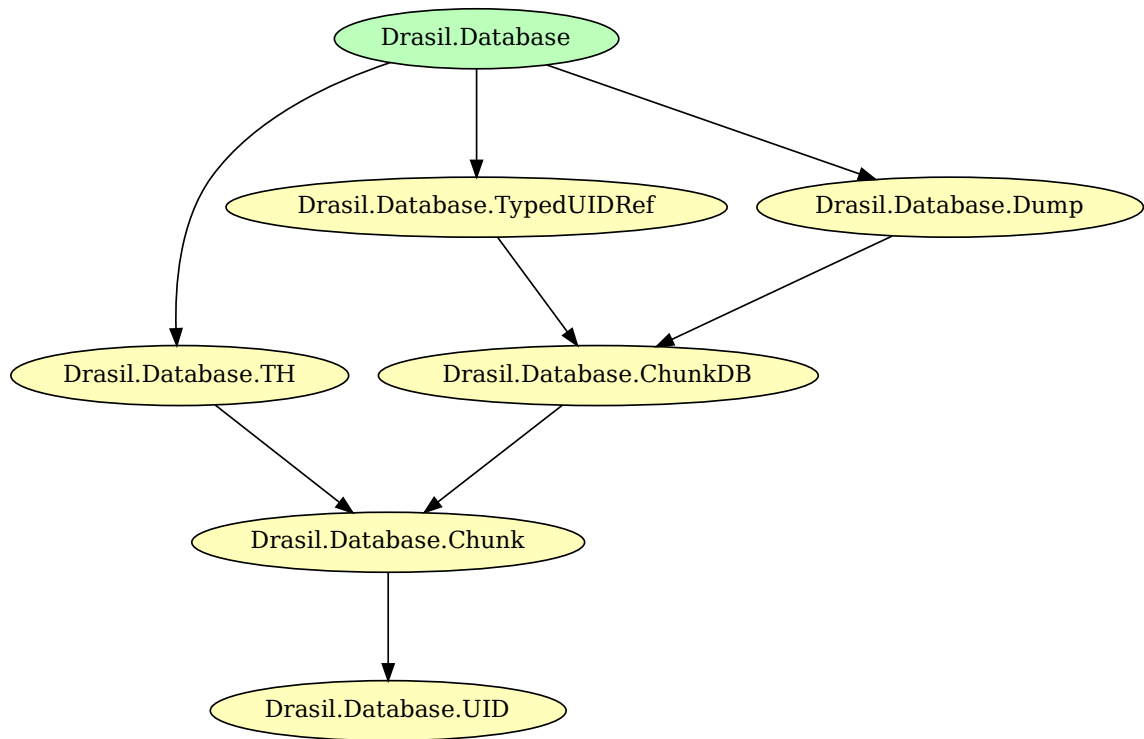 Drasil.Database
Drasil.Database.TypedUIDRef
Drasil.Database.Dump
Drasil.Database.TH
Drasil.Database.ChunkDB
Drasil.Database.Chunk
Drasil.Database.UID